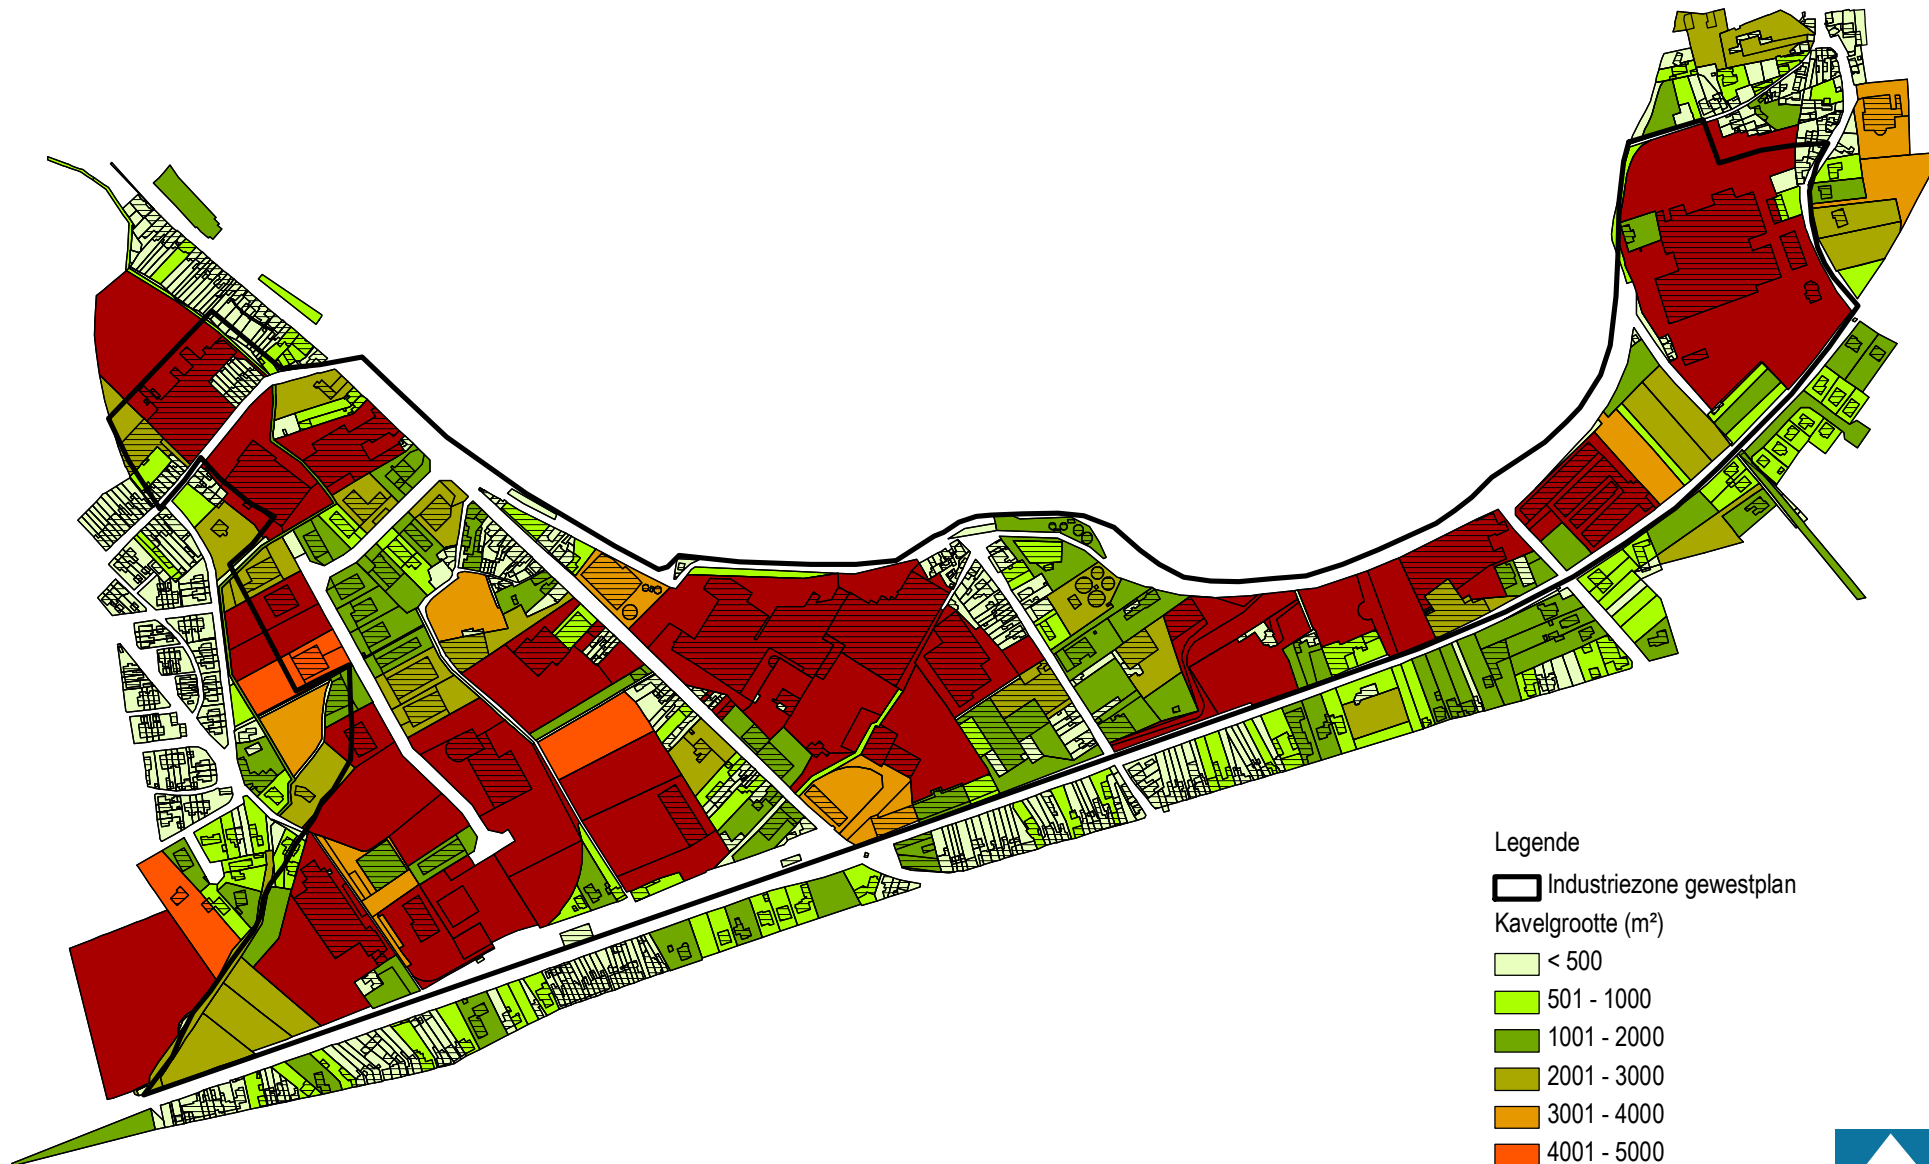 Legende
Industriezone gewestplan
Kavelgrootte (m²)
< 500
501 - 1000
1001 - 2000
2001 - 3000
3001 - 4000
4001 - 5000